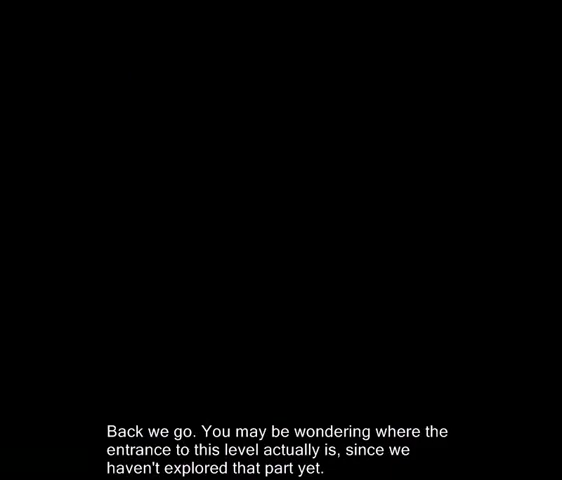 Back we go. You may be wondering where the
entrance to this level actually is, since we
haven't explored that part yet.